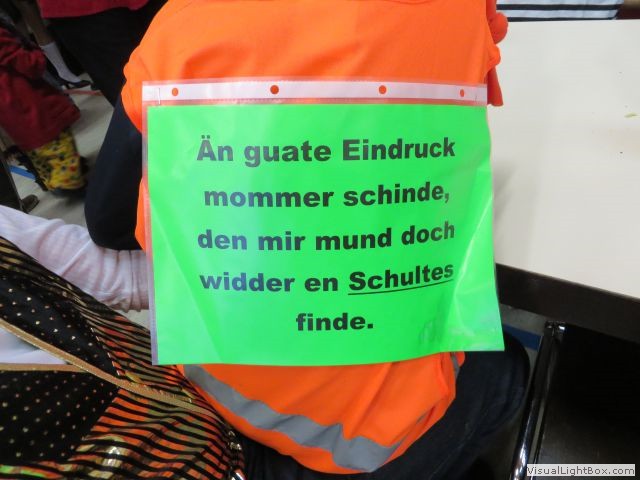 Än guate Eindruck
mommer schinde,
den mir mund doch
widder en Schultes
finde.
VisualLightBox.com